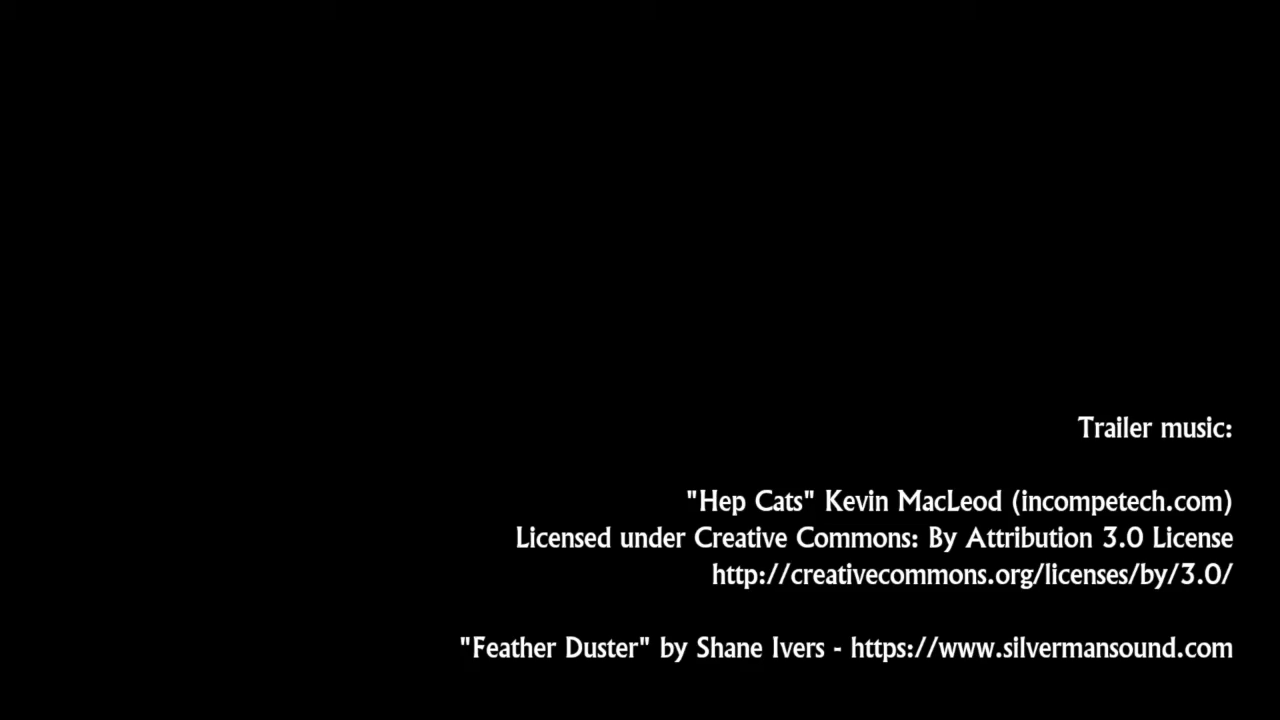 Trailer music:
"Hep Cats" Kevin MacLeod (incompetech.com)
Licensed under Creative Commons: By Attribution 3.0 License
http://creativecommons.org/licenses/by/3.0/
"Feather Duster" by Shane Ivers - https://www.silvermansound.com